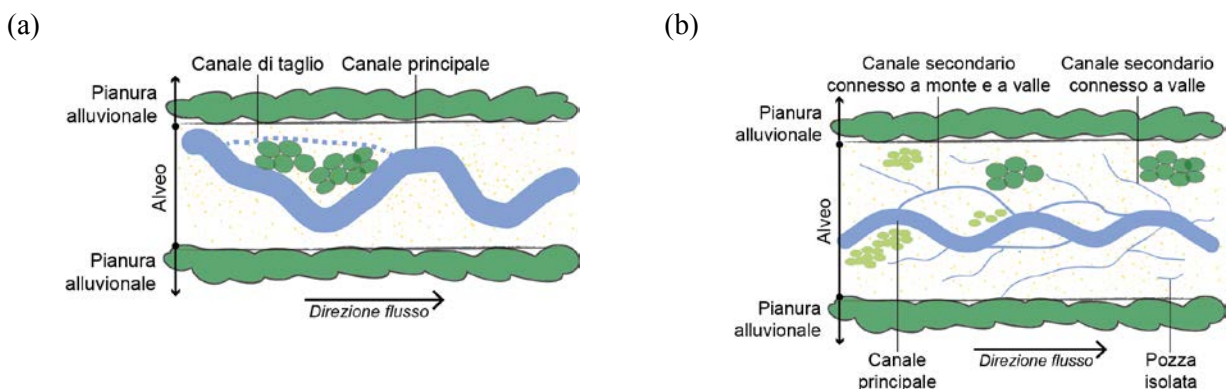 (a)
Canale di taglio
Canale principale
Pianura
alluvionale
Alveo
Pianura
alluvionale
Direzione flusso
(b)
Canale secondario
connesso a monte e a valle
Canale secondario
connesso a valle
Pianura
alluvionale
Alveo
Pianura
alluvionale
Canale
principale
Direzione flusso
Pozza
isolata